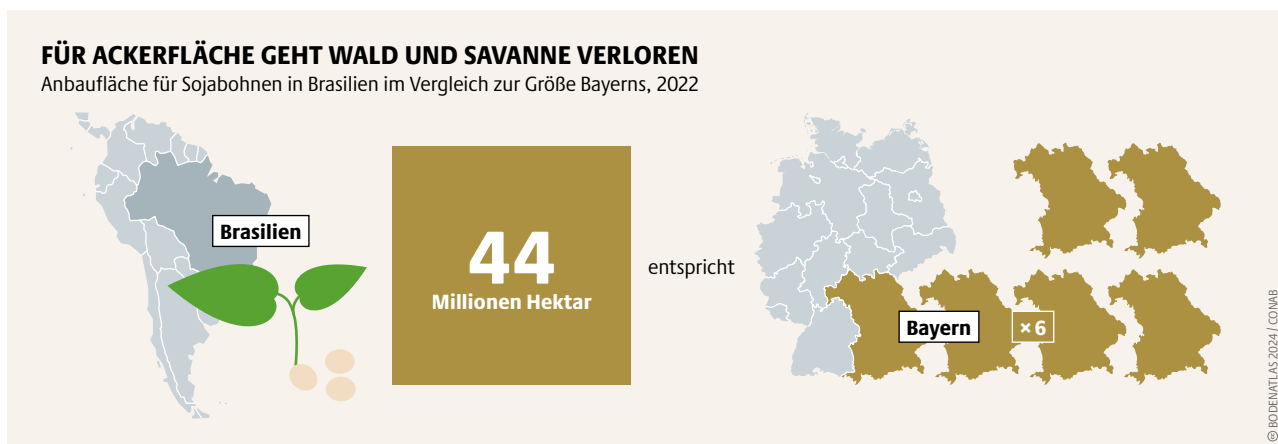 FÜR ACKERFLÄCHE GEHT WALD UND SAVANNE VERLOREN
Anbaufläche für Sojabohnen in Brasilien im Vergleich zur Größe Bayerns, 2022
Brasilien
44
Millionen Hektar
entspricht
Bayern
× 6
© BODENATLAS 2024 / CONAB